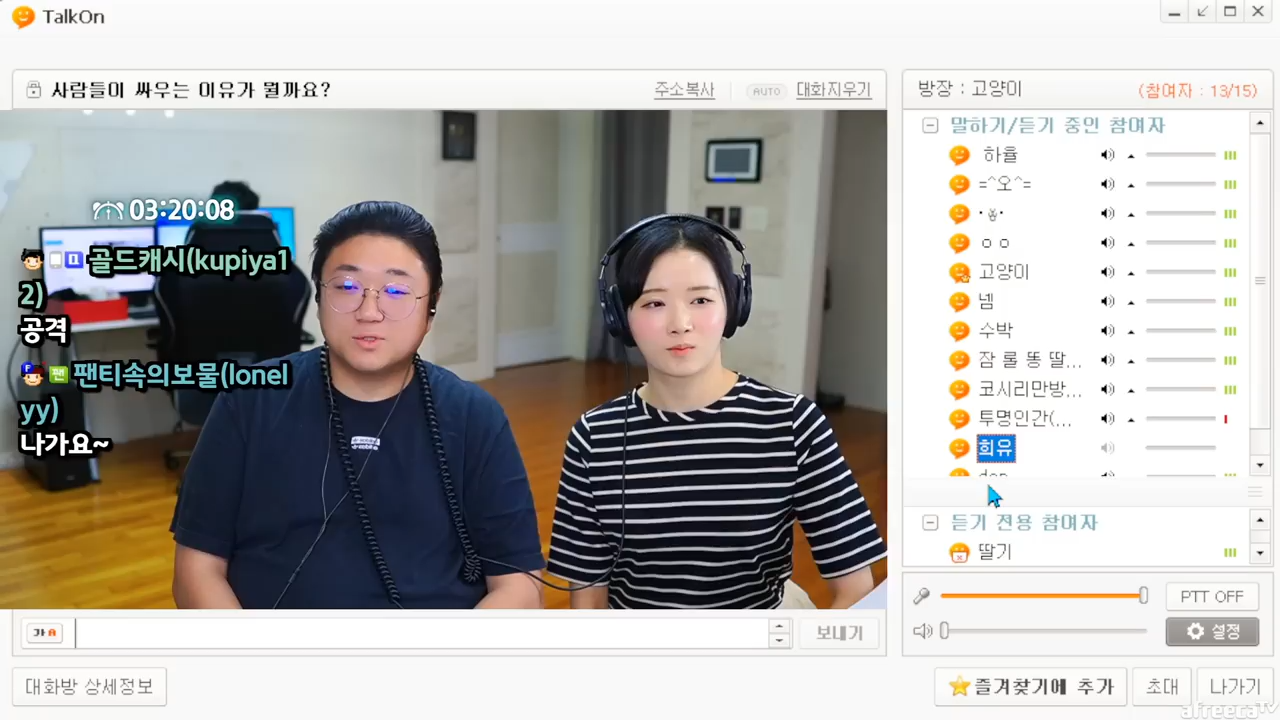 TalkOn
사람들이 싸우는 이유가 뭘까요?
주소복사
AUTO
대화지우기
03:20:08
골드캐시(kupiya1
2)
공격
팬티속의보물(lonel
yy)
나가요~
가A
보내기
대화방 상세정보
방장 : 고양이
(참여자 : 13/15)
말하기/듣기 중인 참여자
하율
=^오^=
ㅇㅇ
고양이
넴
수박
잠 롤 똥 딸...
코시리만방...
투명인간(...
희유
듣기 전용 참여자
딸기
PTT OFF
설정
즐겨찾기에 추가
초대
나가기
afreecaTV